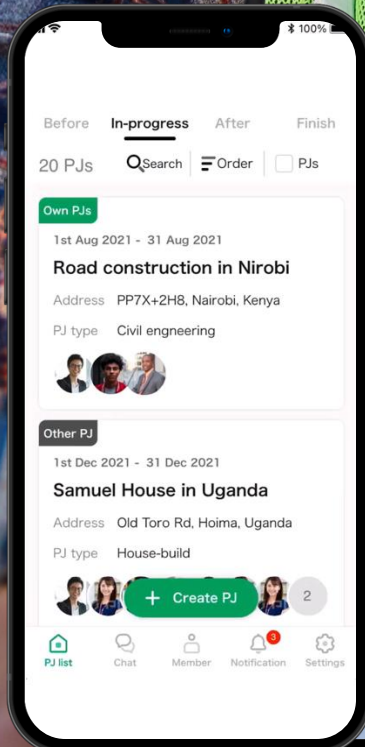 100%
Before In-progress After Finish
20 PJs Search Order PJs
Own PJs
1st Aug 2021 - 31 Aug 2021
Road construction in Nirobi
Address PP7X+2H8, Nairobi, Kenya
PJ type Civil engneering
Other PJ
1st Dec 2021 - 31 Dec 2021
Samuel House in Uganda
Address Old Toro Rd, Hoima, Uganda
PJ type House-build
+ Create PJ 2
3
PJ list Chat Member Notification Settings